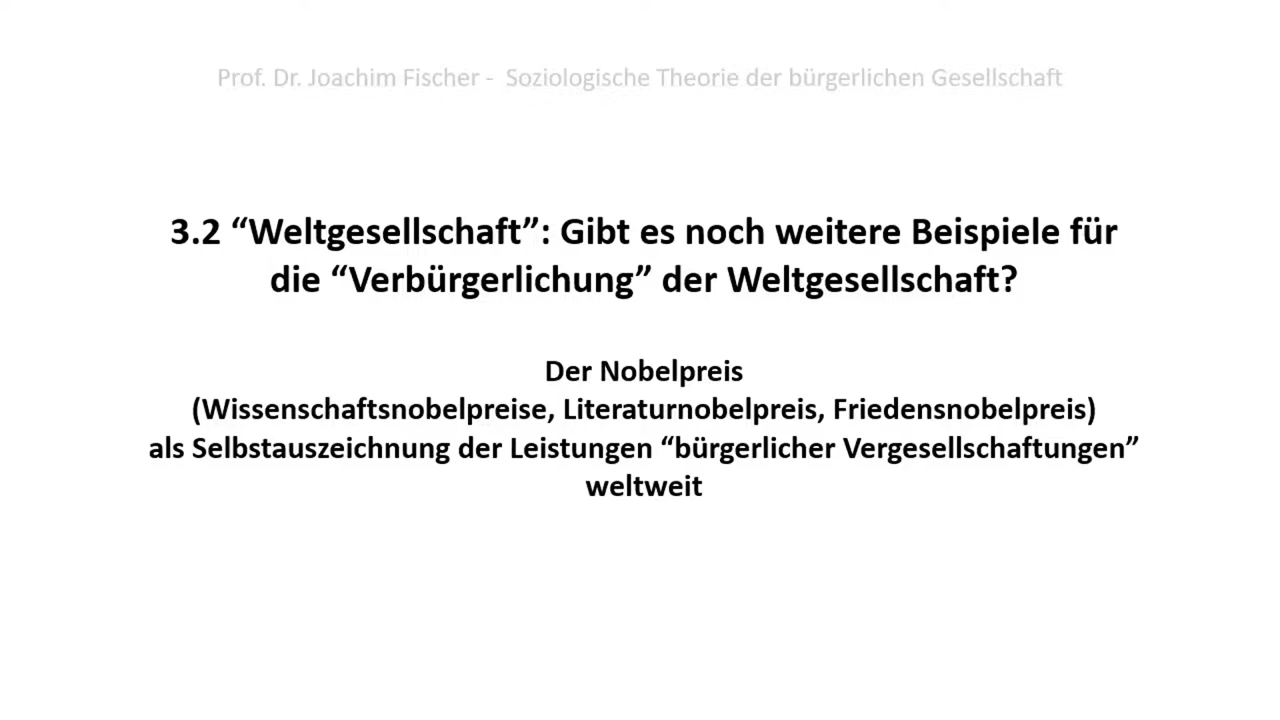 Prof. Dr. Joachim Fischer - Soziologische Theorie der bürgerlichen Gesellschaft
3.2 “Weltgesellschaft”: Gibt es noch weitere Beispiele für
die “Verbürgerlichung” der Weltgesellschaft?
Der Nobelpreis
(Wissenschaftsnobelpreise, Literaturnobelpreis, Friedensnobelpreis)
als Selbstauszeichnung der Leistungen “bürgerlicher Vergesellschaftungen”
weltweit